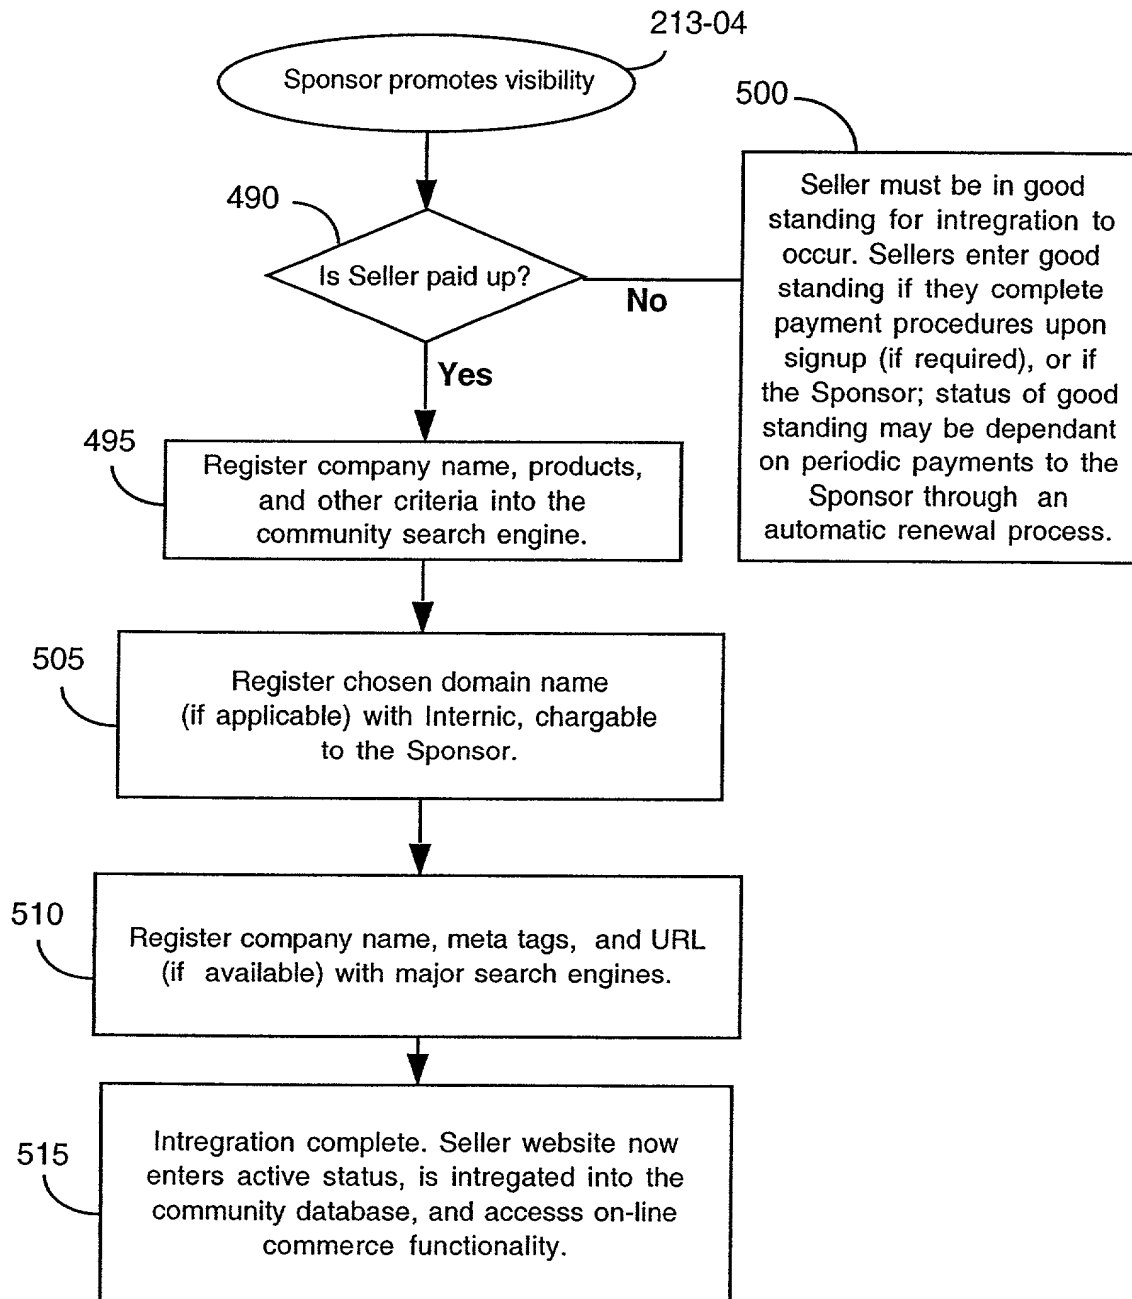 213-04
Sponsor promotes visibility
500
Seller must be in good
standing for intregration to
occur. Sellers enter good
standing if they complete
payment procedures upon
signup (if required), or if
the Sponsor; status of good
standing may be dependant
on periodic payments to the
Sponsor through an
automatic renewal process.
490
Is Seller paid up?
No
Yes
495
Register company name, products,
and other criteria into the
community search engine.
505
Register chosen domain name
(if applicable) with Internic, chargable
to the Sponsor.
510
Register company name, meta tags, and URL
(if available) with major search engines.
515
Intregration complete. Seller website now
enters active status, is intregated into the
community database, and accesss on-line
commerce functionality.